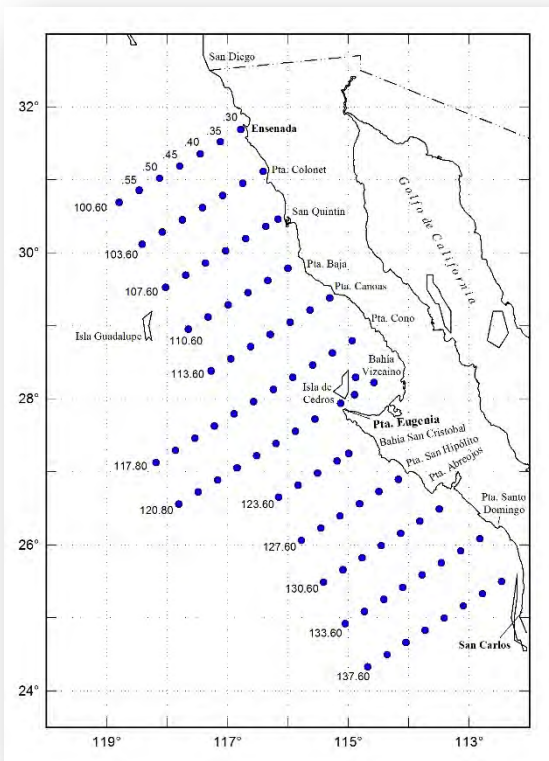 San Diego
32°
.30
Ensenada
.35
.40
.45
.50
.55
100.60
Pta. Colonet
Golfo de California
103.60
San Quintin
30°
107.60
Pta. Baja
Pta. Canoas
110.60
Isla Guadalupe
Pta. Cono
113.60
Bahía
Vizcaino
Isla de
Cedros
28°
Pta. Eugenia
Bahía San Cristobal
Pta. San Hipólito
Pta. Abreojos
117.80
120.80
123.60
Pta. Santo
Domingo
127.60
26°
130.60
133.60
San Carlos
137.60
24°
119°
117°
115°
113°